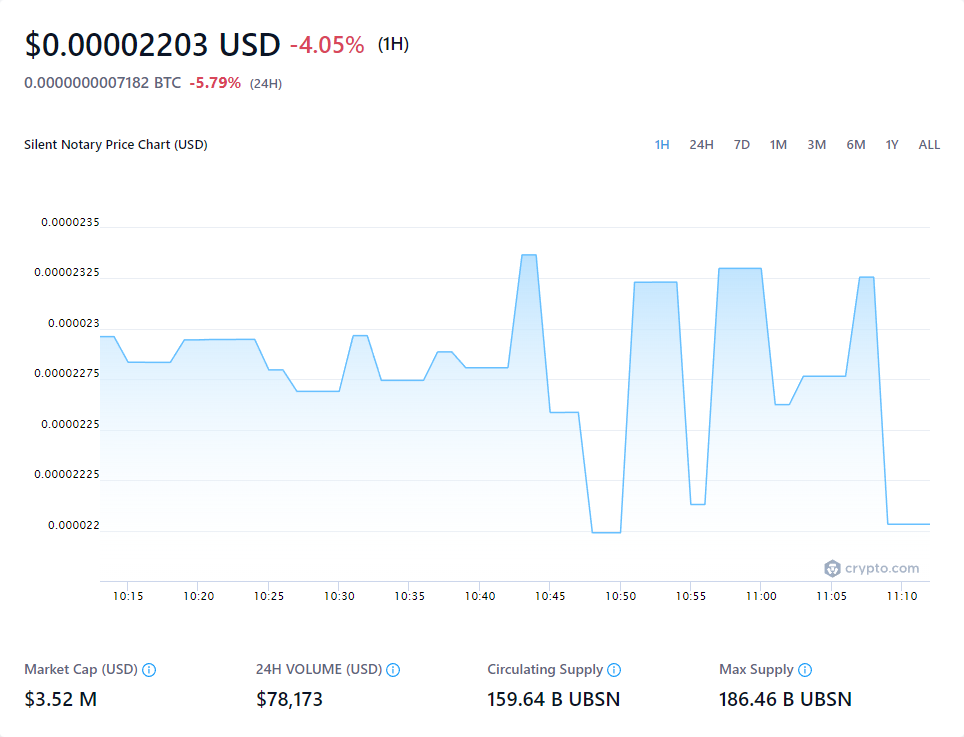 $0.00002203 USD -4.05% (1H)
0.0000000007182 BTC -5.79% (24H)
Silent Notary Price Chart (USD)
1H 24H 7D 1M 3M 6M 1Y ALL
0.0000235
0.00002325
0.000023
0.00002275
0.0000225
0.00002225
0.000022
crypto.com
10:15 10:20 10:25 10:30 10:35 10:40 10:45 10:50 10:55 11:00 11:05 11:10
Market Cap (USD) 24H VOLUME (USD) Circulating Supply Max Supply
$3.52 M $78,173 159.64 B UBSN 186.46 B UBSN